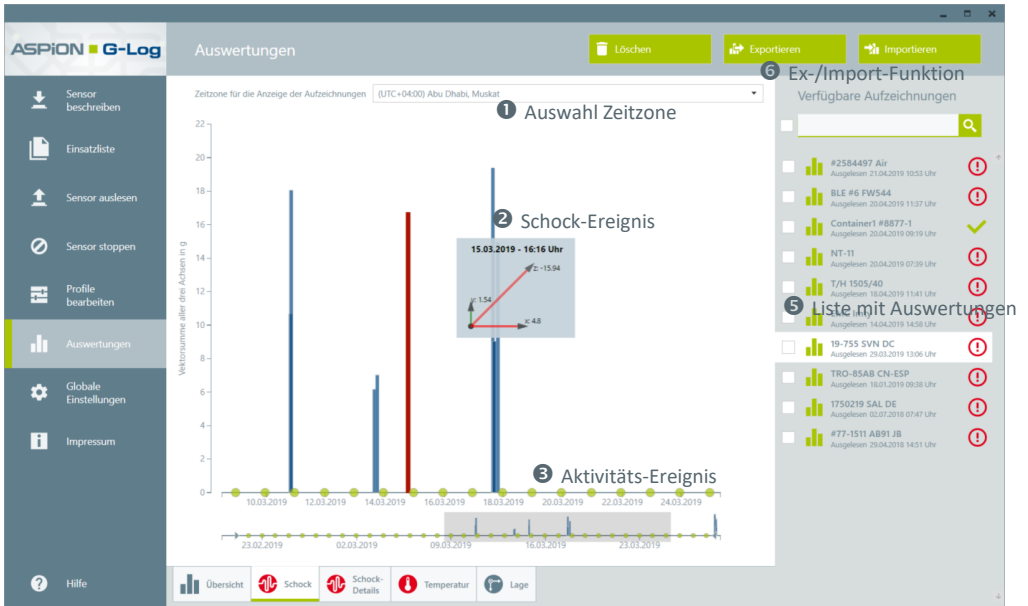 ASPiON G-Log
Auswertungen
Löschen
Exportieren
Importieren
❻ Ex-/Import-Funktion
Sensor
beschreiben
Einsatzliste
Sensor auslesen
Sensor stoppen
Profile
bearbeiten
Auswertungen
Globale
Einstellungen
Impressum
Hilfe
Zeitzone für die Anzeige der Aufzeichnungen
(UTC+04:00) Abu Dhabi, Muskat
❶ Auswahl Zeitzone
Vektorsumme aller drei Achsen in g
22
20
18
16
14
12
10
8
6
4
2
0
❷ Schock-Ereignis
15.03.2019 - 16:16 Uhr
z: -15.94
y: 1.54
x: 4.8
❸ Aktivitäts-Ereignis
10.03.2019
12.03.2019
14.03.2019
16.03.2019
18.03.2019
20.03.2019
22.03.2019
24.03.2019
23.02.2019
02.03.2019
09.03.2019
16.03.2019
23.03.2019
Übersicht
Schock
Schock-
Details
Temperatur
Lage
Verfügbare Aufzeichnungen
#2584497 Air
Ausgelesen 21.04.2019 10:53 Uhr
BLE #6 FW544
Ausgelesen 20.04.2019 11:37 Uhr
Container1 #8877-1
Ausgelesen 20.04.2019 09:19 Uhr
NT-11
Ausgelesen 20.04.2019 07:39 Uhr
T/H 1505/40
Ausgelesen 16.04.2019 11:41 Uhr
❺ Liste mit Auswertungen
Ausgelesen 14.04.2019 14:58 Uhr
19-755 SVN DC
Ausgelesen 29.03.2019 13:06 Uhr
TRO-85AB CN-ESP
Ausgelesen 18.01.2019 09:38 Uhr
1750219 SAL DE
Ausgelesen 02.07.2018 07:47 Uhr
#77-1511 AB91 JB
Ausgelesen 29.04.2018 14:51 Uhr